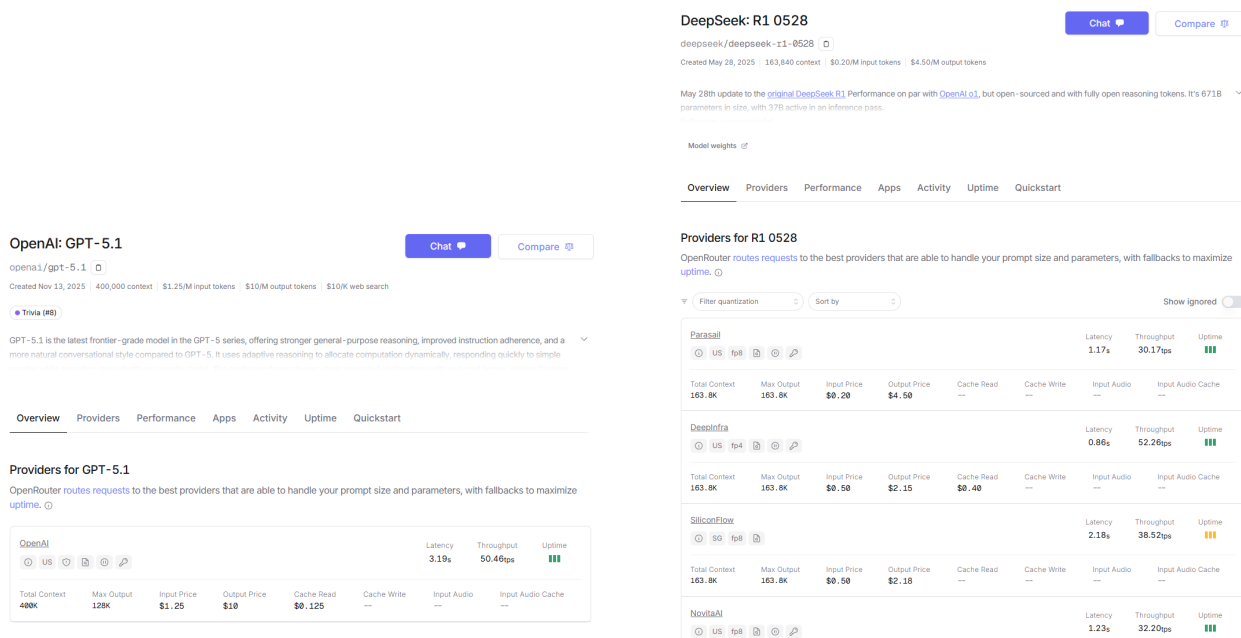 OpenAI: GPT-5.1
Chat
Compare
openai/gpt-5.1
Created Nov 13, 2025 400,000 context $1.25/M input tokens $10/M output tokens $10/K web search
Trivia (#8)
GPT-5.1 is the latest frontier-grade model in the GPT-5 series, offering stronger general-purpose reasoning, improved instruction adherence, and a
more natural conversational style compared to GPT-5. It uses adaptive reasoning to allocate computation dynamically, responding quickly to simple
Overview Providers Performance Apps Activity Uptime Quickstart
Providers for GPT-5.1
OpenRouter routes requests to the best providers that are able to handle your prompt size and parameters, with fallbacks to maximize
uptime.
OpenAI
US
Latency Throughput Uptime
3.19s 50.46tps
Total Context Max Output Input Price Output Price Cache Read Cache Write Input Audio Input Audio Cache
400K 128K $1.25 $10 $0.125 -- -- --
DeepSeek: R1 0528
Chat
Compare
deepseek/deepseek-r1-0528
Created May 28, 2025 163,840 context $0.20/M input tokens $4.50/M output tokens
May 28th update to the original DeepSeek R1 Performance on par with OpenAI o1, but open-sourced and with fully open reasoning tokens. It's 671B
parameters in size, with 37B active in an inference pass.
Model weights
Overview Providers Performance Apps Activity Uptime Quickstart
Providers for R1 0528
OpenRouter routes requests to the best providers that are able to handle your prompt size and parameters, with fallbacks to maximize
uptime.
Filter quantization Sort by Show ignored
Parasail
US fp8
Latency Throughput Uptime
1.17s 30.17tps
Total Context Max Output Input Price Output Price Cache Read Cache Write Input Audio Input Audio Cache
163.8K 163.8K $0.20 $4.50 -- -- -- --
DeepInfra
US fp4
Latency Throughput Uptime
0.86s 52.26tps
Total Context Max Output Input Price Output Price Cache Read Cache Write Input Audio Input Audio Cache
163.8K 163.8K $0.50 $2.15 $0.40 -- -- --
SiliconFlow
SG fp8
Latency Throughput Uptime
2.18s 38.52tps
Total Context Max Output Input Price Output Price Cache Read Cache Write Input Audio Input Audio Cache
163.8K 163.8K $0.50 $2.18 -- -- -- --
NovitaAI
US fp8
Latency Throughput Uptime
1.23s 32.20tps